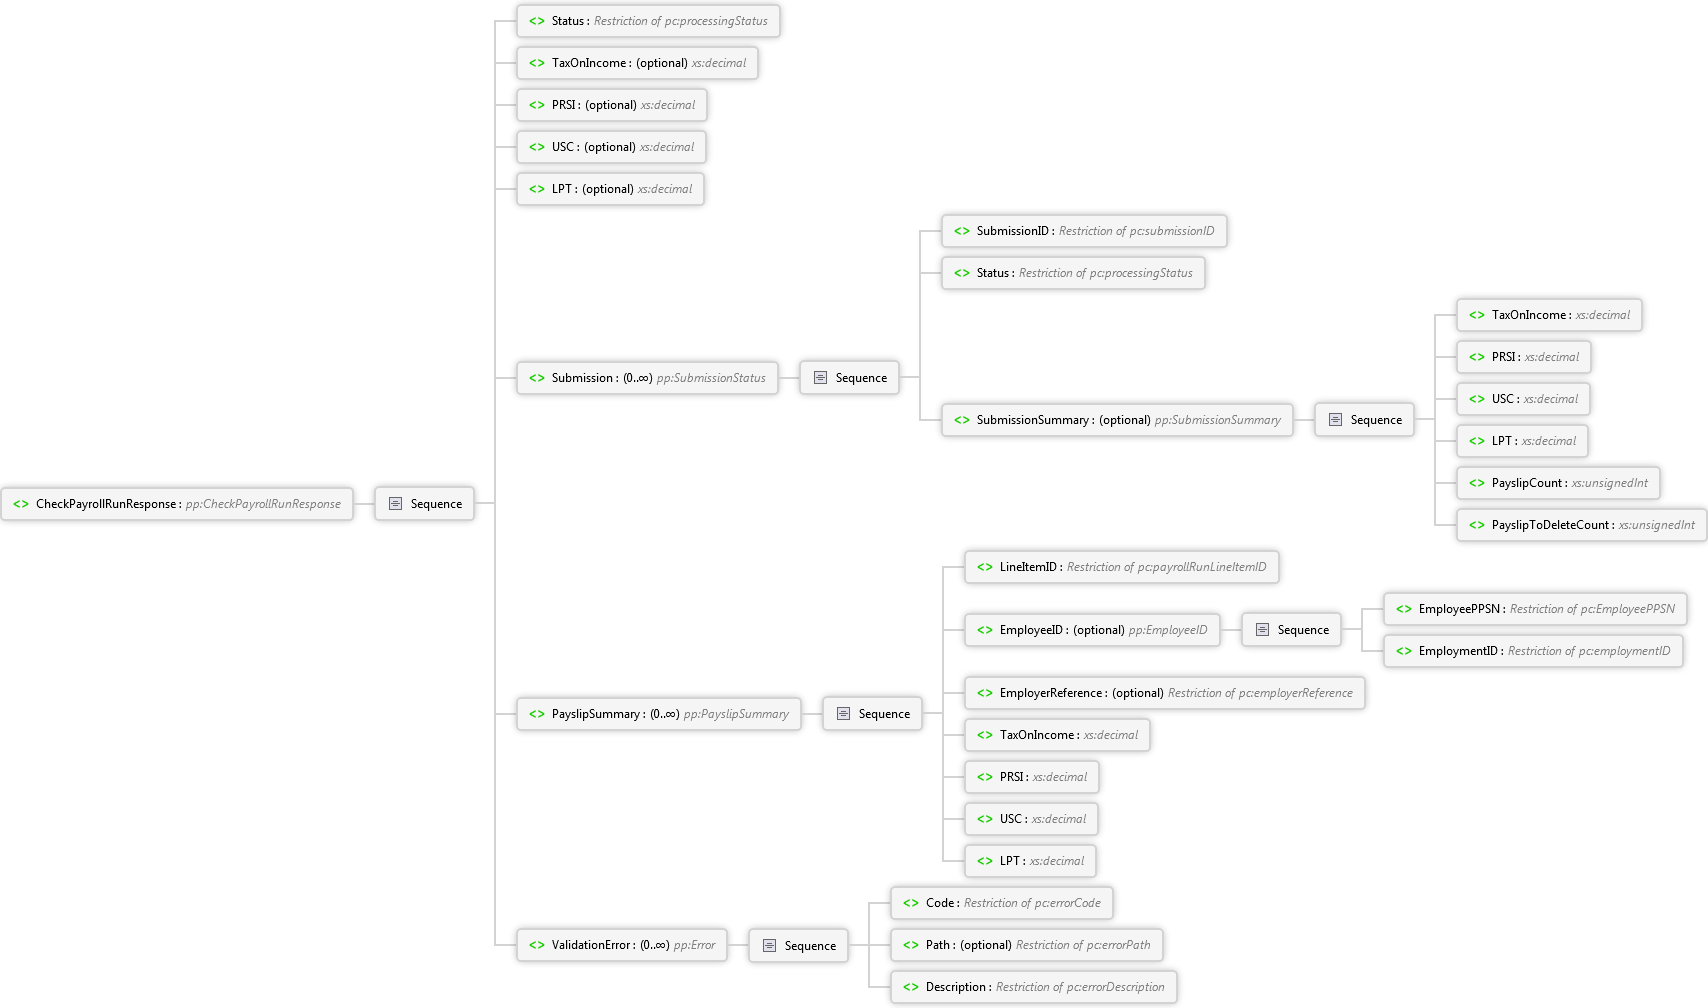 <> CheckPayrollRunResponse : pp:CheckPayrollRunResponse
Sequence
<> Status : Restriction of pc:processingStatus
<> TaxOnIncome : (optional) xs:decimal
<> PRSI : (optional) xs:decimal
<> USC : (optional) xs:decimal
<> LPT : (optional) xs:decimal
<> Submission : (0..∞) pp:SubmissionStatus
Sequence
<> SubmissionID : Restriction of pc:submissionID
<> Status : Restriction of pc:processingStatus
<> SubmissionSummary : (optional) pp:SubmissionSummary
Sequence
<> TaxOnIncome : xs:decimal
<> PRSI : xs:decimal
<> USC : xs:decimal
<> LPT : xs:decimal
<> PayslipCount : xs:unsignedInt
<> PayslipToDeleteCount : xs:unsignedInt
<> PayslipSummary : (0..∞) pp:PayslipSummary
Sequence
<> LineItemID : Restriction of pc:payrollRunLineItemID
<> EmployeeID : (optional) pp:EmployeeID
Sequence
<> EmployeePPSN : Restriction of pc:EmployeePPSN
<> EmploymentID : Restriction of pc:employmentID
<> EmployerReference : (optional) Restriction of pc:employerReference
<> TaxOnIncome : xs:decimal
<> PRSI : xs:decimal
<> USC : xs:decimal
<> LPT : xs:decimal
<> ValidationError : (0..∞) pp:Error
Sequence
<> Code : Restriction of pc:errorCode
<> Path : (optional) Restriction of pc:errorPath
<> Description : Restriction of pc:errorDescription